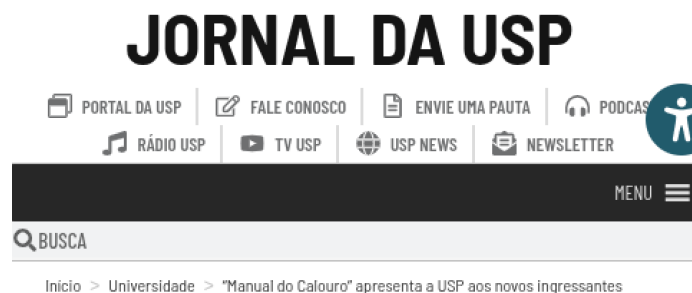 JORNAL DA USP
PORTAL DA USP FALE CONOSCO ENVIE UMA PAUTA PODCAS
RÁDIO USP TV USP USP NEWS NEWSLETTER
MENU
BUSCA
Início > Universidade > “Manual do Calouro” apresenta a USP aos novos ingressantes